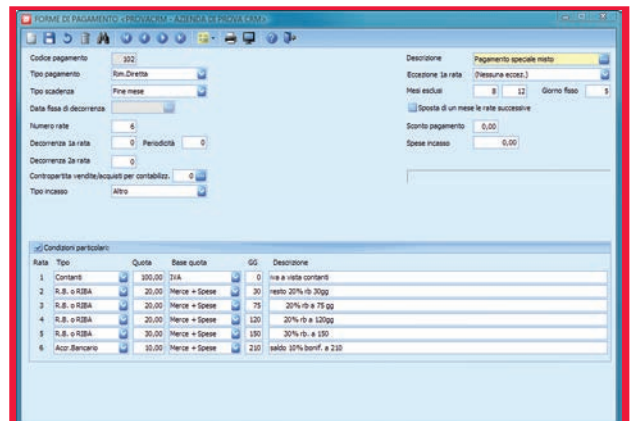 FORME DI PAGAMENTO <PROVACRM - AZIENDA DI PROVA CRM>
Codice pagamento 102 Descrizione Pagamento speciale misto
Tipo pagamento Rim.Diretta Eccezione 1a rata (Nessuna eccez.)
Tipo scadenza Fine mese Mesi esclusi 8 12 Giorno fisso 5
Data fissa di decorrenza Sposta di un mese le rate successive
Numero rate 6 Sconto pagamento 0,00
Decorrenza 1a rata 0 Periodicità 0 Spese incasso 0,00
Decorrenza 2a rata 0
Contropartita vendite/acquisti per contabilizz. 0
Tipo incasso Altro
Condizioni particolari:
Rata Tipo Quota Base quota GG Descrizione
1 Contanti 100,00 IVA 0 iva a vista contanti
2 R.B. o RIBA 20,00 Merce + Spese 30 resto 20% rb 30gg
3 R.B. o RIBA 20,00 Merce + Spese 75 20% rb a 75 gg
4 R.B. o RIBA 20,00 Merce + Spese 120 20% rb a 120gg
5 R.B. o RIBA 30,00 Merce + Spese 150 30% rb. a 150
6 Accr.Bancario 10,00 Merce + Spese 210 saldo 10% bonif. a 210